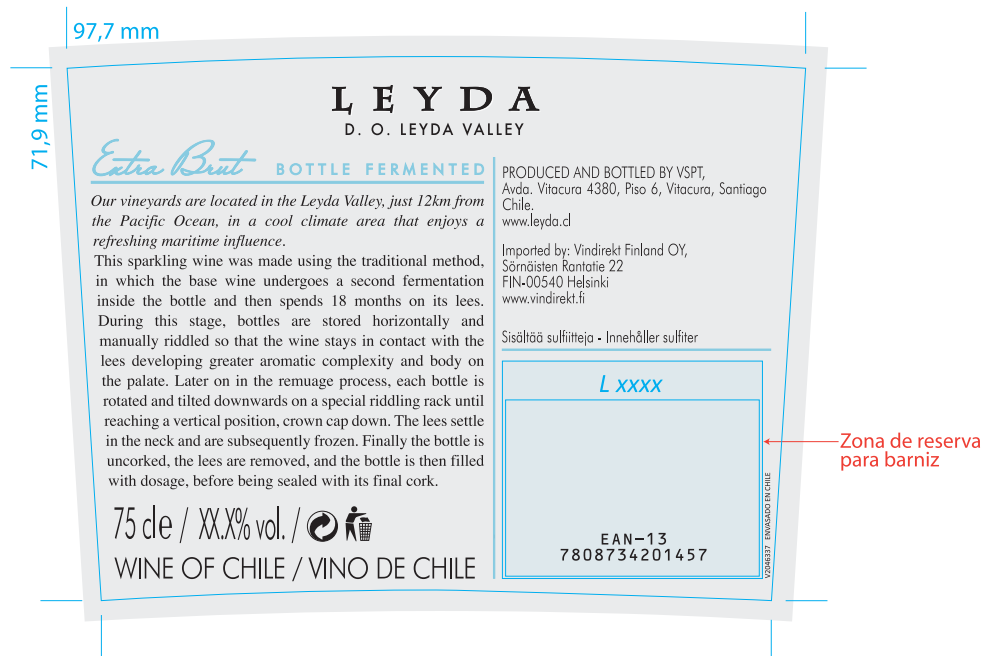 97,7 mm
71,9 mm
LEYDA
D. O. LEYDA VALLEY
Extra Brut BOTTLE FERMENTED
Our vineyards are located in the Leyda Valley, just 12km from
the Pacific Ocean, in a cool climate area that enjoys a
refreshing maritime influence.
This sparkling wine was made using the traditional method,
in which the base wine undergoes a second fermentation
inside the bottle and then spends 18 months on its lees.
During this stage, bottles are stored horizontally and
manually riddled so that the wine stays in contact with the
lees developing greater aromatic complexity and body on
the palate. Later on in the remuage process, each bottle is
rotated and tilted downwards on a special riddling rack until
reaching a vertical position, crown cap down. The lees settle
in the neck and are subsequently frozen. Finally the bottle is
uncorked, the lees are removed, and the bottle is then filled
with dosage, before being sealed with its final cork.
75 cle / XX.X% vol. /
WINE OF CHILE / VINO DE CHILE
PRODUCED AND BOTTLED BY VSPT,
Avda. Vitacura 4380, Piso 6, Vitacura, Santiago
Chile.
www.leyda.cl
Imported by: Vindirekt Finland OY,
Sörnäisten Rantatie 22
FIN-00540 Helsinki
www.vindirekt.fi
Sisältää sulfiitteja - Innehåller sulfiter
L xxxx
EAN-13
7808734201457
V2046337 ENVASADO EN CHILE
Zona de reserva
para barniz